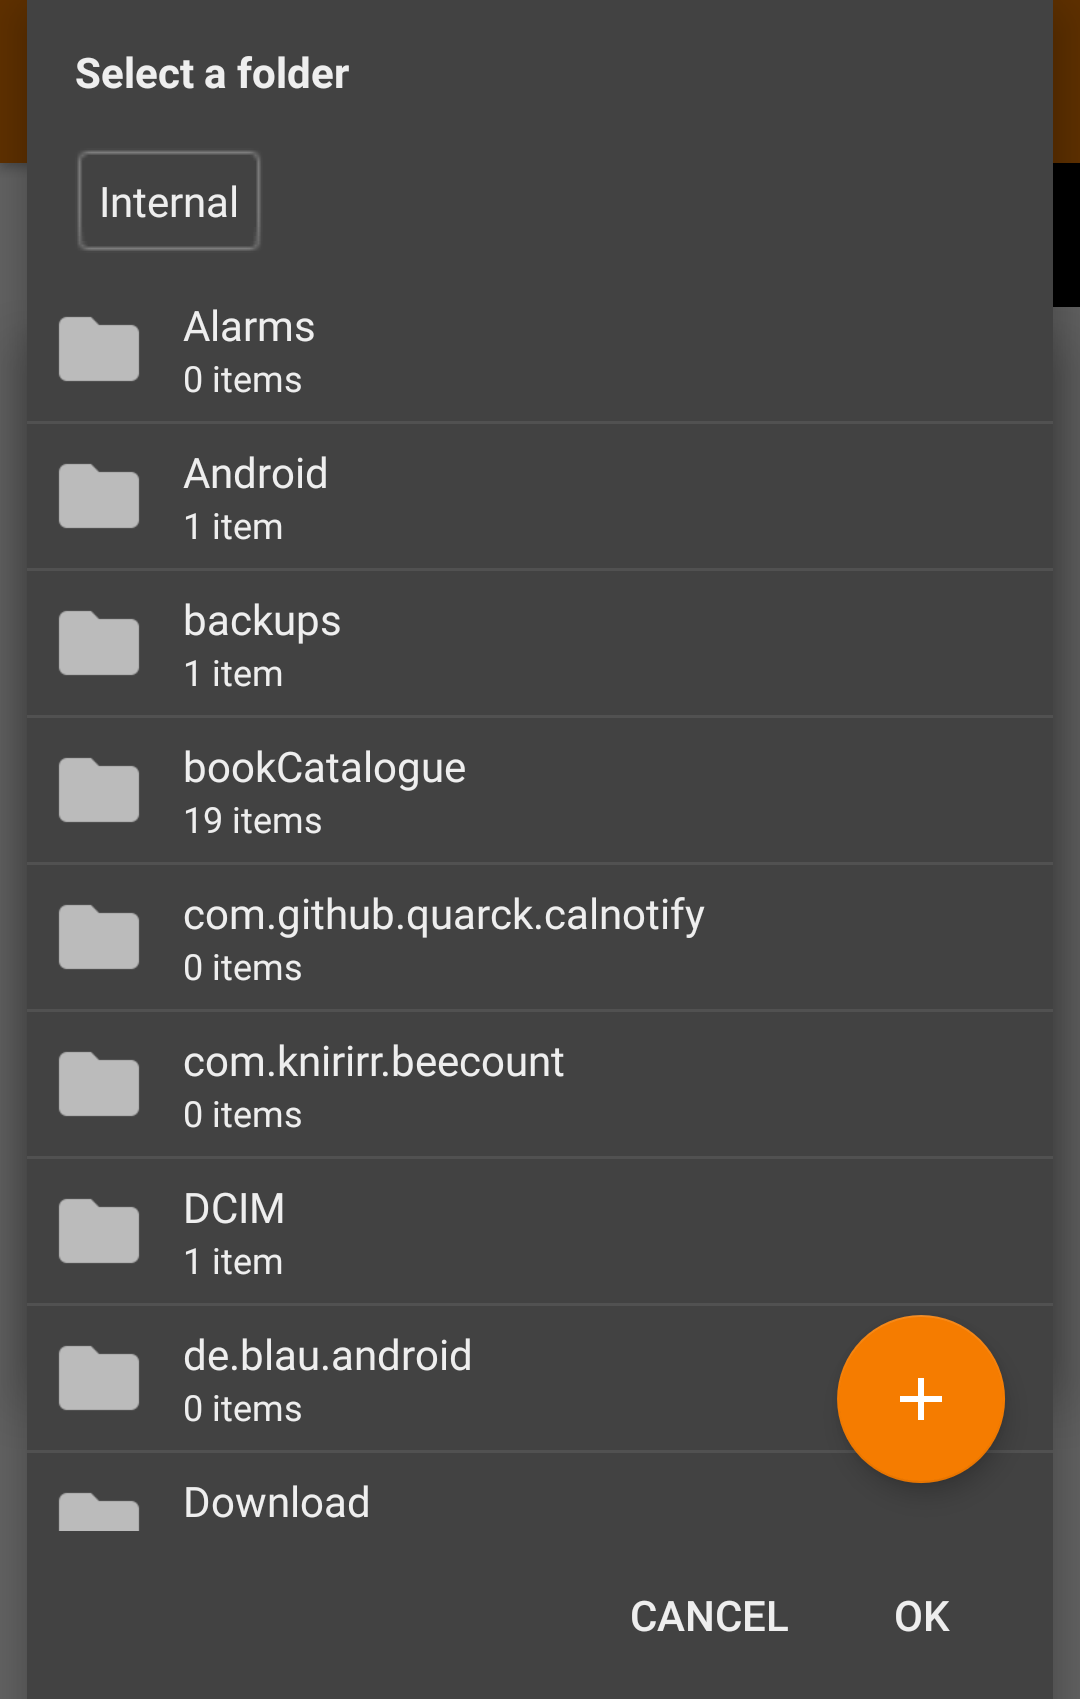 Select a folder
Internal
Alarms
0 items
Android
1 item
backups
1 item
bookCatalogue
19 items
com.github.quarck.calnotify
0 items
com.knirirr.beecount
0 items
DCIM
1 item
de.blau.android
0 items
Download
CANCEL OK